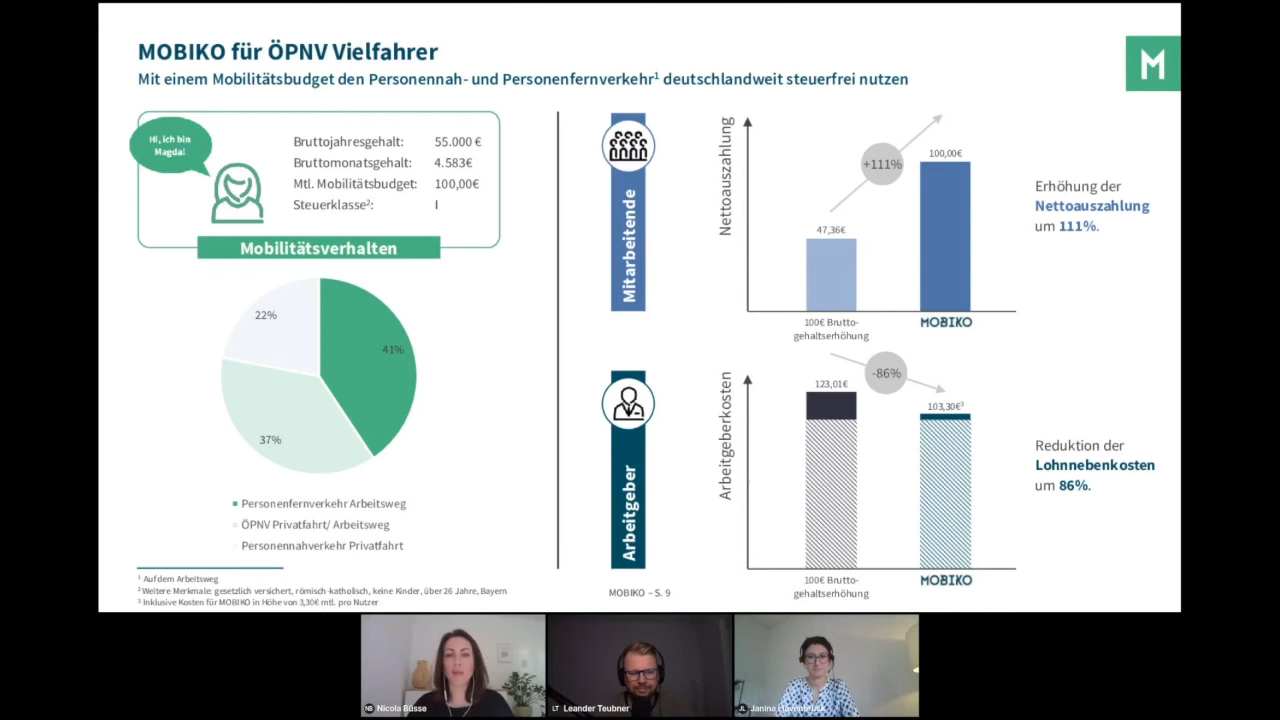 MOBIKO für ÖPNV Vielfahrer
Mit einem Mobilitätsbudget den Personennah- und Personenfernverkehr¹ deutschlandweit steuerfrei nutzen
M
Hi, ich bin
Magda!
Bruttojahresgehalt: 55.000 €
Bruttomonatsgehalt: 4.583€
Mtl. Mobilitätsbudget: 100,00€
Steuerklasse²: I
Mobilitätsverhalten
22%
41%
37%
Personenfernverkehr Arbeitsweg
ÖPNV Privatfahrt/ Arbeitsweg
Personennahverkehr Privatfahrt
¹ Auf dem Arbeitsweg
² Weitere Merkmale: gesetzlich versichert, römisch-katholisch, keine Kinder, über 26 Jahre, Bayern
³ Inklusive Kosten für MOBIKO in Höhe von 3,30€ mtl. pro Nutzer
Mitarbeitende
Nettoauszahlung
+111%
47,36€
100,00€
100€ Brutto-
gehaltserhöhung
MOBIKO
Erhöhung der
Nettoauszahlung
um 111%.
Arbeitgeber
Arbeitgeberkosten
-86%
123,01€
103,30€³
100€ Brutto-
gehaltserhöhung
MOBIKO
Reduktion der
Lohnnebenkosten
um 86%.
MOBIKO – S. 9
NB Nicola Büsse
LT Leander Teubner
JL Janina